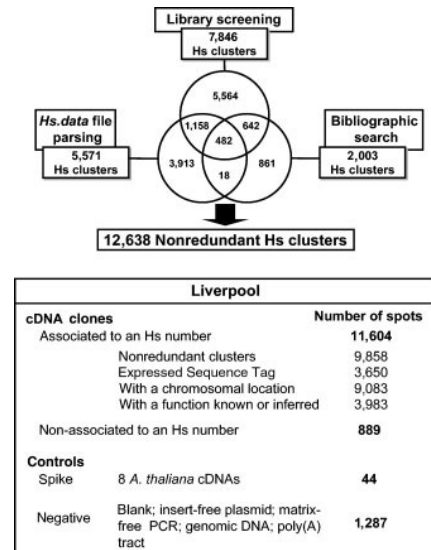 Library screening
7,846
Hs clusters
5,564
Hs.data file
parsing
5,571
Hs clusters
1,158
642
482
Bibliographic
search
2,003
Hs clusters
3,913
18
861
12,638 Nonredundant Hs clusters
Liverpool
cDNA clones Number of spots
Associated to an Hs number 11,604
Nonredundant clusters 9,858
Expressed Sequence Tag 3,650
With a chromosomal location 9,083
With a function known or inferred 3,983
Non-associated to an Hs number 889
Controls
Spike 8 A. thaliana cDNAs 44
Negative Blank; insert-free plasmid; matrix-
free PCR; genomic DNA; poly(A) 1,287
tract